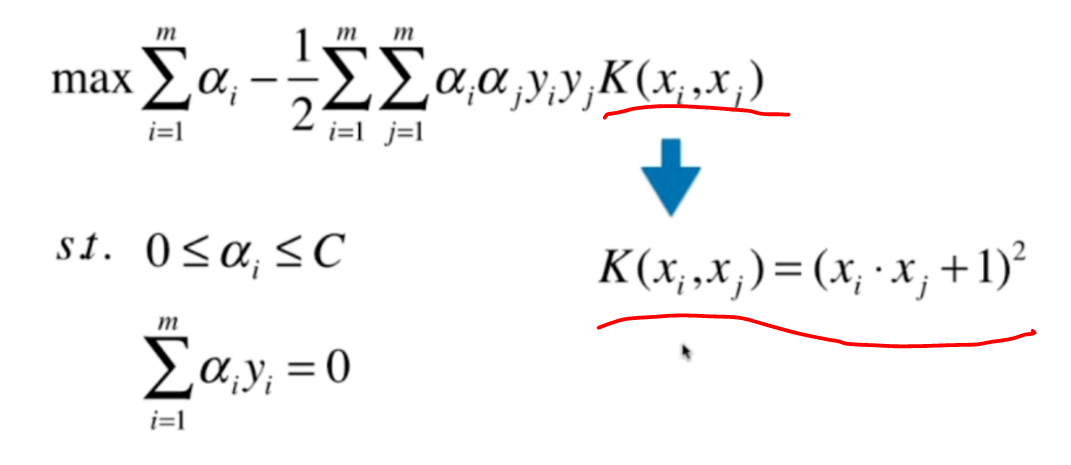 max ∑_{i=1}^{m} α_i − \frac{1}{2} ∑_{i=1}^{m} ∑_{j=1}^{m} α_i α_j y_i y_j K(x_i, x_j)
s.t. 0 ≤ α_i ≤ C
K(x_i, x_j) = (x_i · x_j + 1)^2
∑_{i=1}^{m} α_i y_i = 0